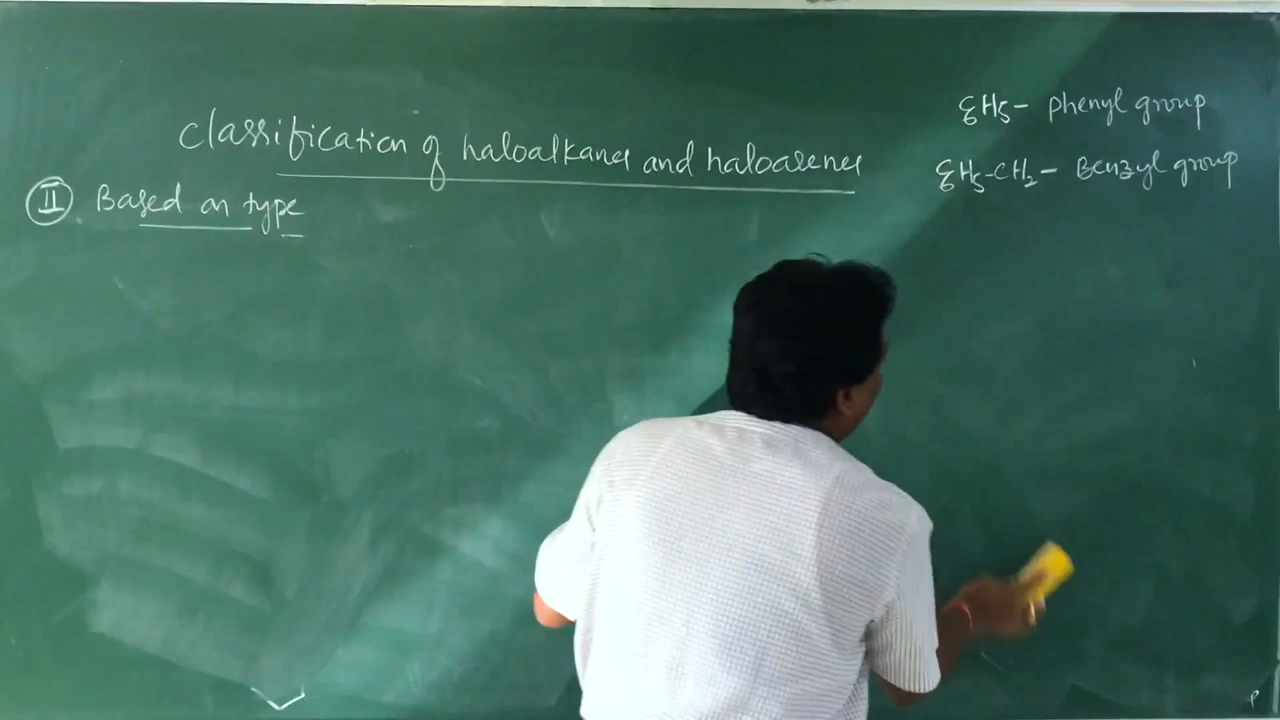 Classification of haloalkanes and haloarenes
II Based on type
C6H5- phenyl group
C6H5-CH2- Benzyl group